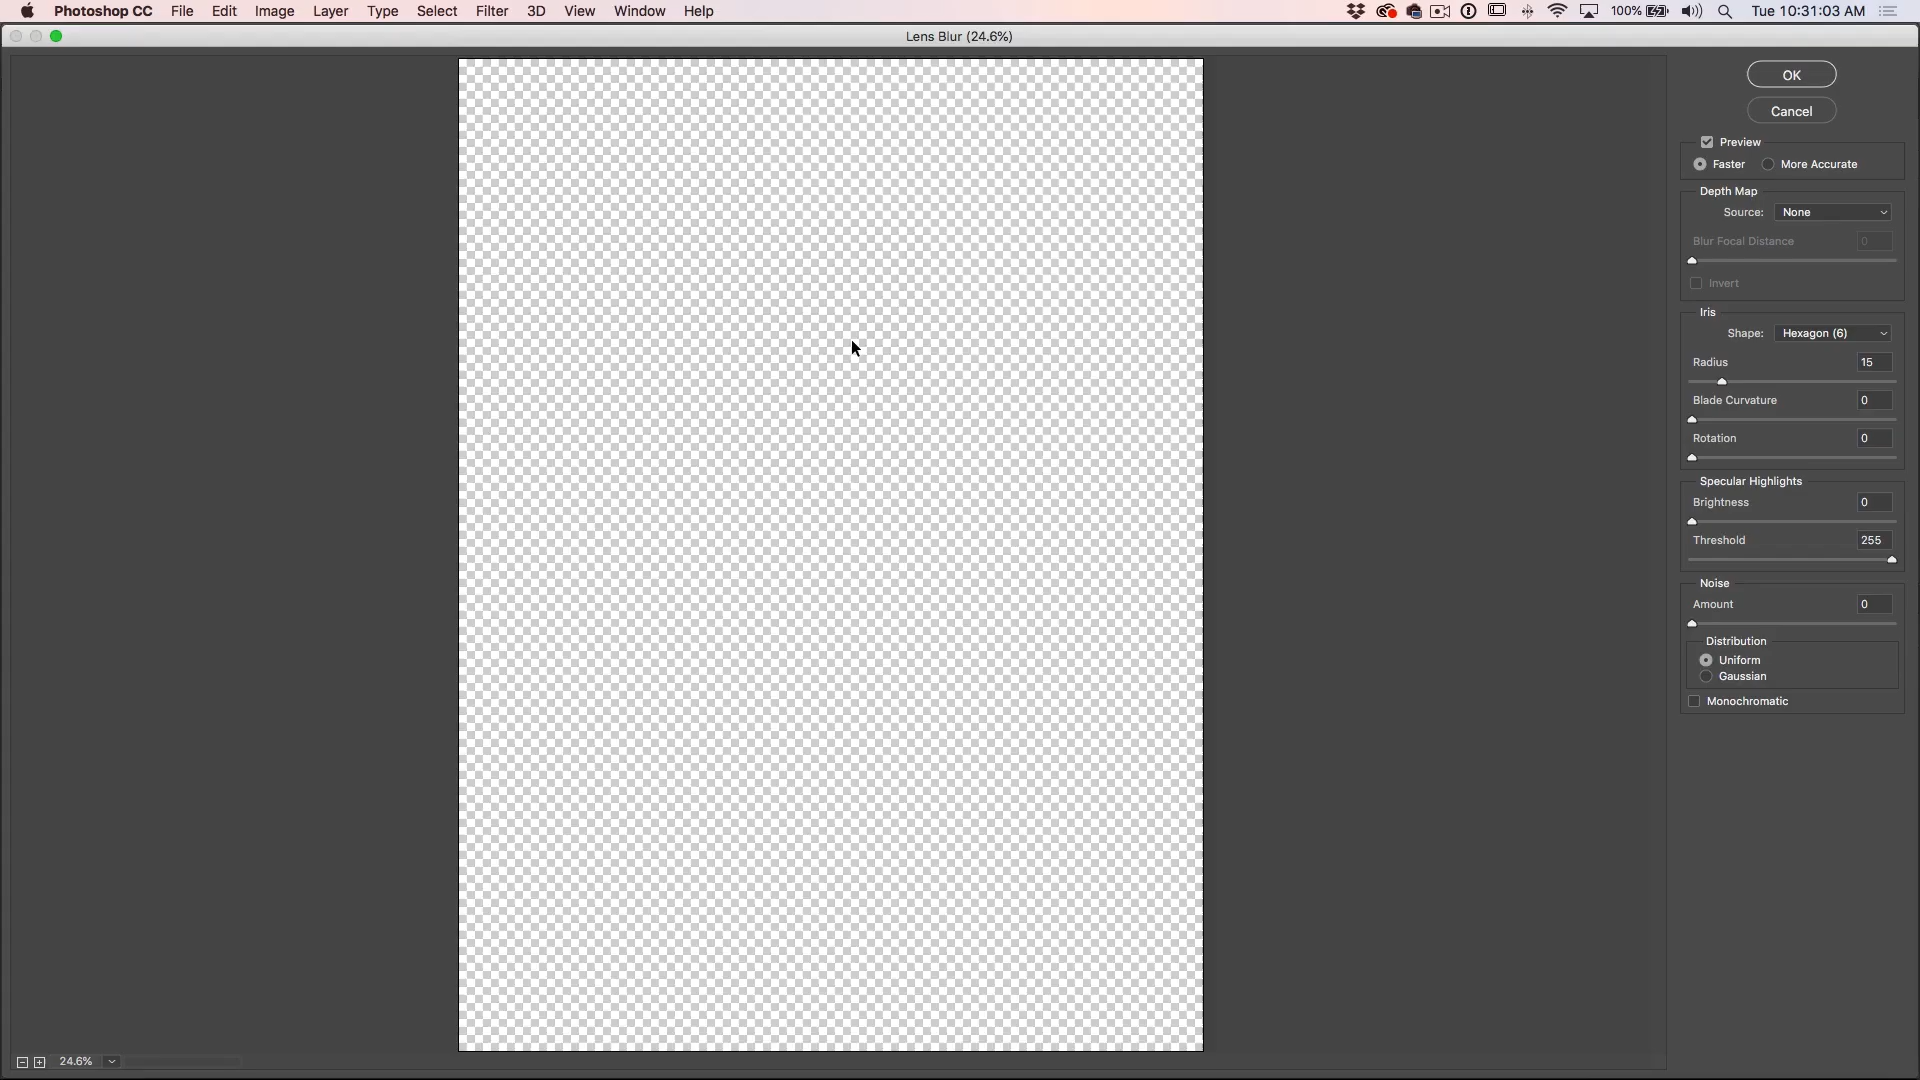 Photoshop CC File Edit Image Layer Type Select Filter 3D View Window Help 100% Tue 10:31:03 AM
Lens Blur (24.6%)
OK
Cancel
Preview
Faster More Accurate
Depth Map
Source: None
Blur Focal Distance 0
Invert
Iris
Shape: Hexagon (6)
Radius 15
Blade Curvature 0
Rotation 0
Specular Highlights
Brightness 0
Threshold 255
Noise
Amount 0
Distribution
Uniform
Gaussian
Monochromatic
24.6%